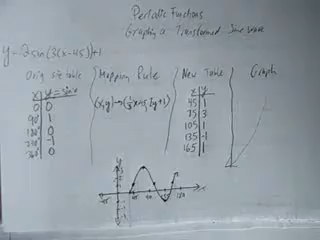 Periodic Functions
Graphing a Transformed Sine wave
y=2sin(3(x-45))+1
Orig sine table
x | y=sinx
0 | 0
90 | 1
180 | 0
270 | -1
360 | 0
Mapping Rule
(x,y)→(⅓x+45, 2y+1)
New Table
x | y
45 | 1
75 | 3
105 | 1
135 | -1
165 | 1
Graph
y
x